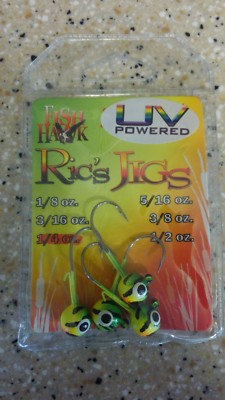 FISH
HAWK
UV
POWERED
Ric's Jigs
1/8 oz.
5/16 oz.
3/16 oz.
3/8 oz.
1/4 oz.
1/2 oz.